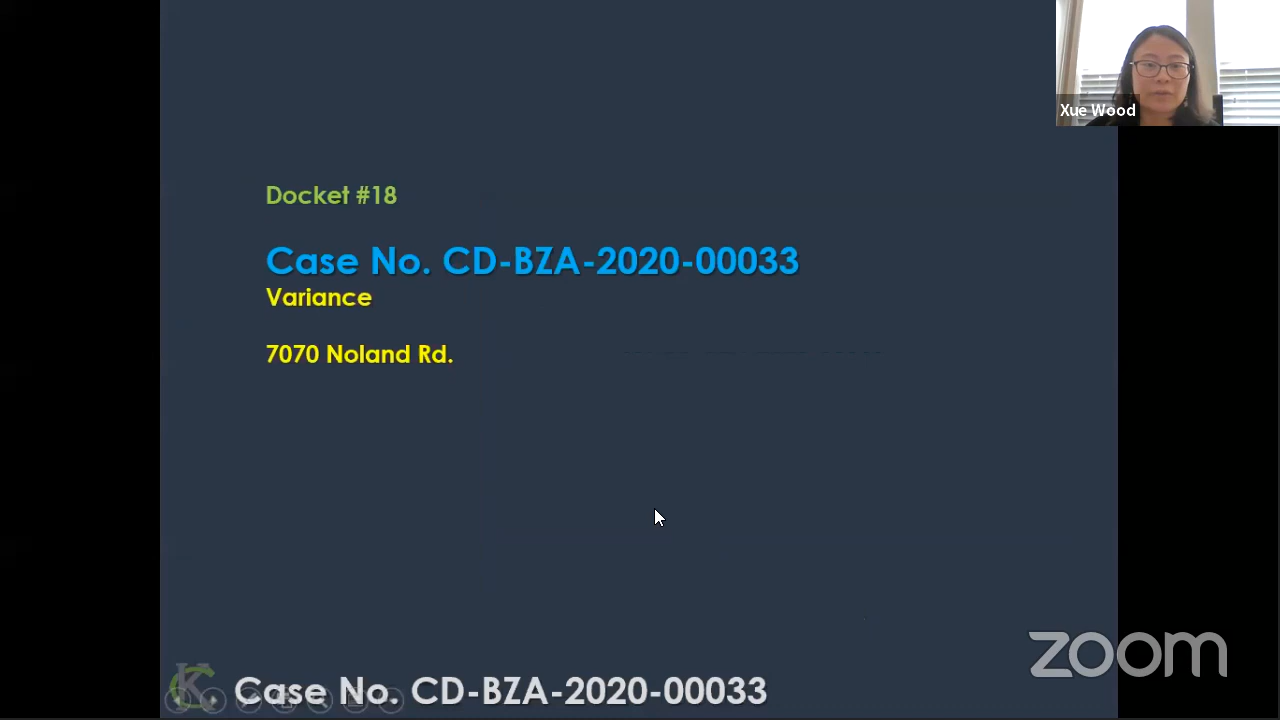 Xue Wood
Docket #18
Case No. CD-BZA-2020-00033
Variance
7070 Noland Rd.
zoom
KC
Case No. CD-BZA-2020-00033